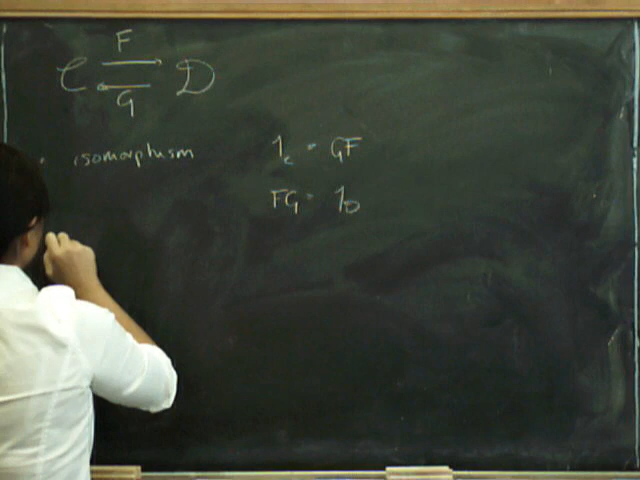 F
C ⇄ D
G
• isomorphism 1_C = GF
FG = 1_D